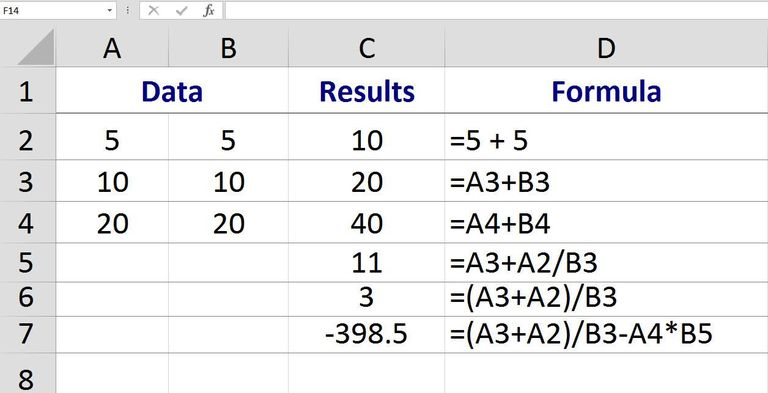 F14 fx
A B C D
1 Data Results Formula
2 5 5 10 =5 + 5
3 10 10 20 =A3+B3
4 20 20 40 =A4+B4
5 11 =A3+A2/B3
6 3 =(A3+A2)/B3
7 -398.5 =(A3+A2)/B3-A4*B5
8